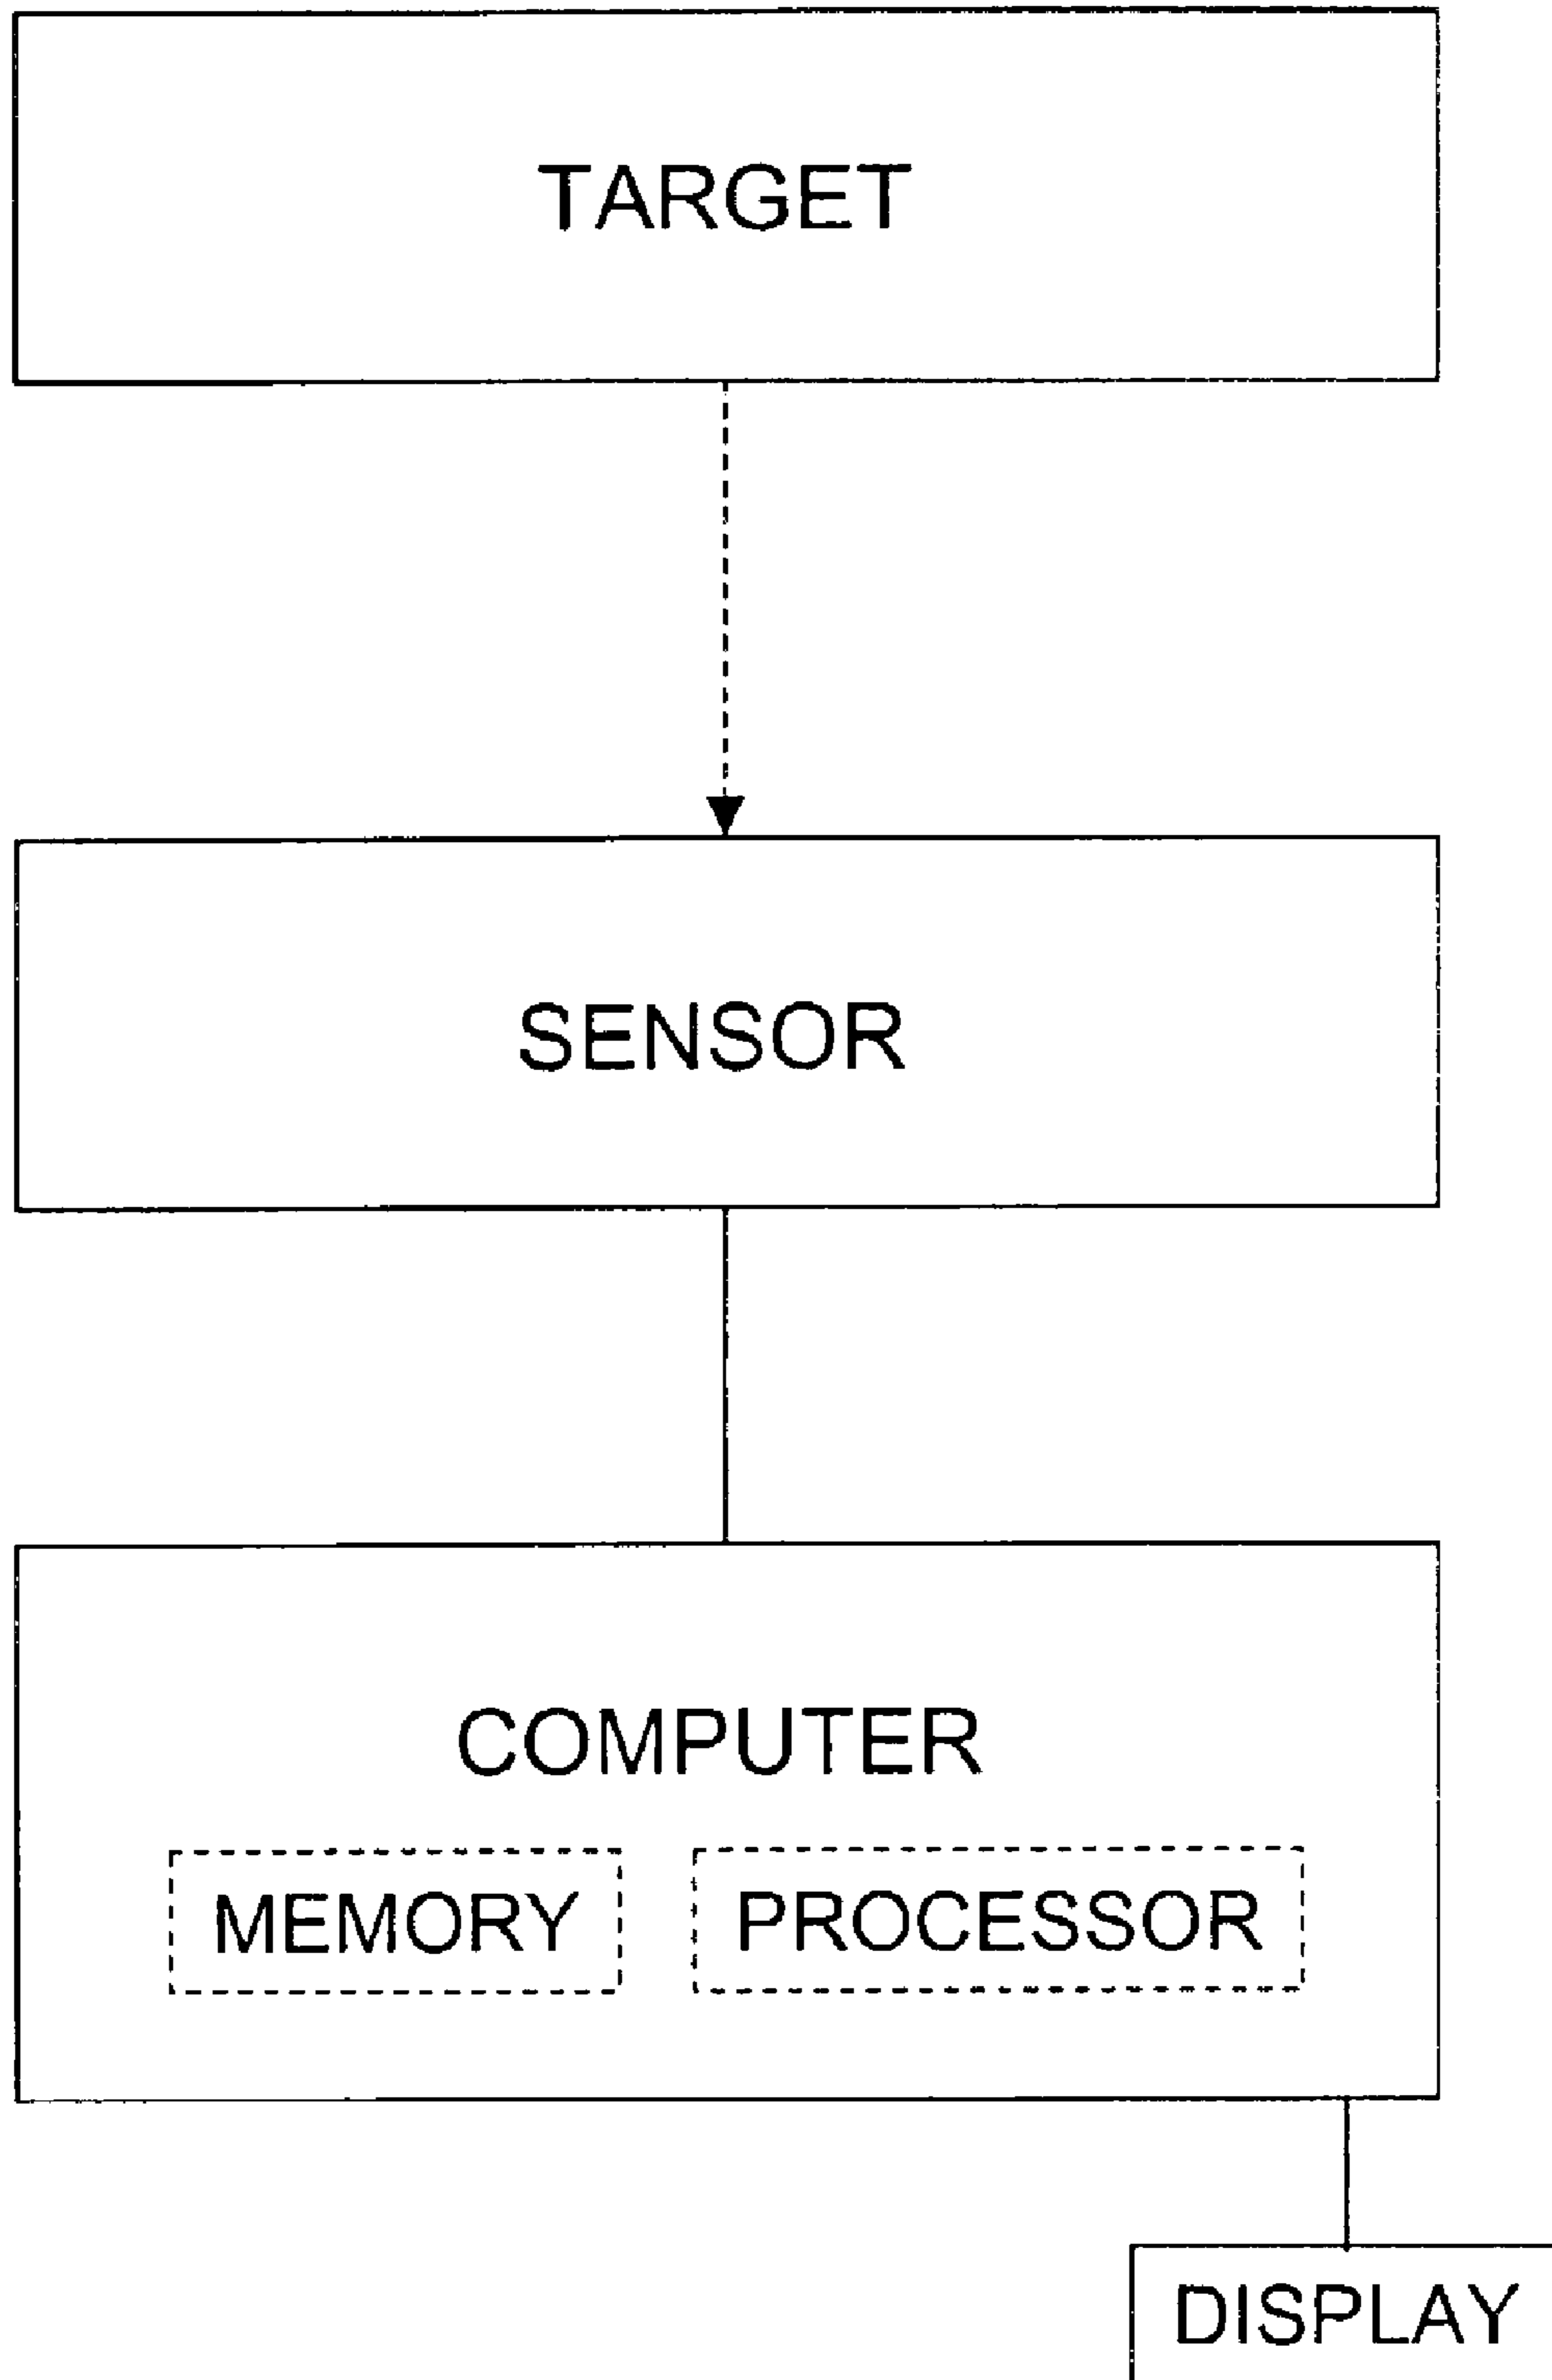 TARGET
SENSOR
COMPUTER
MEMORY PROCESSOR
DISPLAY